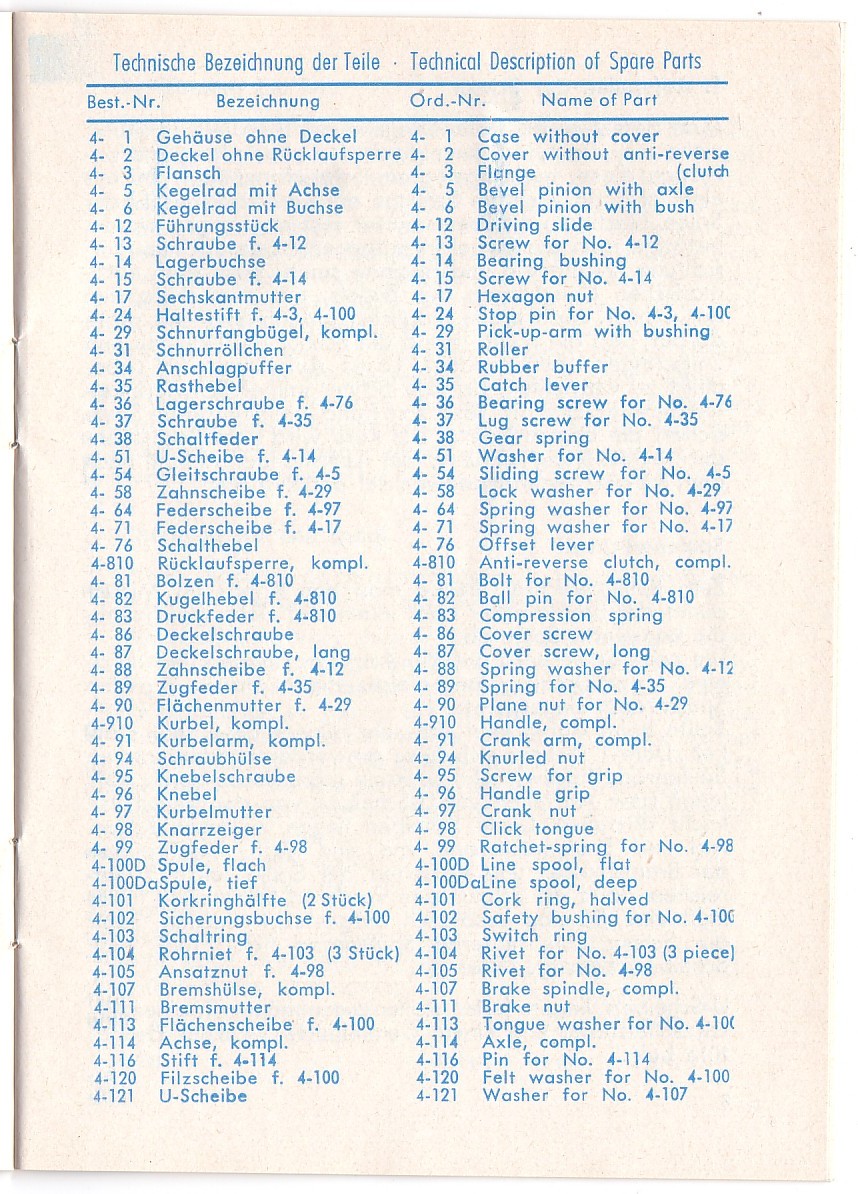 Technische Bezeichnung der Teile · Technical Description of Spare Parts
Best.-Nr. Bezeichnung Ord.-Nr. Name of Part
4- 1 Gehäuse ohne Deckel 4- 1 Case without cover
4- 2 Deckel ohne Rücklaufsperre 4- 2 Cover without anti-reverse
4- 3 Flansch 4- 3 Flange (clutch
4- 5 Kegelrad mit Achse 4- 5 Bevel pinion with axle
4- 6 Kegelrad mit Buchse 4- 6 Bevel pinion with bush
4- 12 Führungsstück 4- 12 Driving slide
4- 13 Schraube f. 4-12 4- 13 Screw for No. 4-12
4- 14 Lagerbuchse 4- 14 Bearing bushing
4- 15 Schraube f. 4-14 4- 15 Screw for No. 4-14
4- 17 Sechskantmutter 4- 17 Hexagon nut
4- 24 Haltestift f. 4-3, 4-100 4- 24 Stop pin for No. 4-3, 4-100
4- 29 Schnurfangbügel, kompl. 4- 29 Pick-up-arm with bushing
4- 31 Schnurröllchen 4- 31 Roller
4- 34 Anschlagpuffer 4- 34 Rubber buffer
4- 35 Rasthebel 4- 35 Catch lever
4- 36 Lagerschraube f. 4-76 4- 36 Bearing screw for No. 4-76
4- 37 Schraube f. 4-35 4- 37 Lug screw for No. 4-35
4- 38 Schaltfeder 4- 38 Gear spring
4- 51 U-Scheibe f. 4-14 4- 51 Washer for No. 4-14
4- 54 Gleitschraube f. 4-5 4- 54 Sliding screw for No. 4-5
4- 58 Zahnscheibe f. 4-29 4- 58 Lock washer for No. 4-29
4- 64 Federscheibe f. 4-97 4- 64 Spring washer for No. 4-97
4- 71 Federscheibe f. 4-17 4- 71 Spring washer for No. 4-17
4- 76 Schalthebel 4- 76 Offset lever
4-810 Rücklaufsperre, kompl. 4-810 Anti-reverse clutch, compl.
4- 81 Bolzen f. 4-810 4- 81 Bolt for No. 4-810
4- 82 Kugelhebel f. 4-810 4- 82 Ball pin for No. 4-810
4- 83 Druckfeder f. 4-810 4- 83 Compression spring
4- 86 Deckelschraube 4- 86 Cover screw
4- 87 Deckelschraube, lang 4- 87 Cover screw, long
4- 88 Zahnscheibe f. 4-12 4- 88 Spring washer for No. 4-12
4- 89 Zugfeder f. 4-35 4- 89 Spring for No. 4-35
4- 90 Flächenmutter f. 4-29 4- 90 Plane nut for No. 4-29
4-910 Kurbel, kompl. 4-910 Handle, compl.
4- 91 Kurbelarm, kompl. 4- 91 Crank arm, compl.
4- 94 Schraubhülse 4- 94 Knurled nut
4- 95 Knebelschraube 4- 95 Screw for grip
4- 96 Knebel 4- 96 Handle grip
4- 97 Kurbelmutter 4- 97 Crank nut
4- 98 Knarrzeiger 4- 98 Click tongue
4- 99 Zugfeder f. 4-98 4- 99 Ratchet-spring for No. 4-98
4-100D Spule, flach 4-100D Line spool, flat
4-100DaSpule, tief 4-100DaLine spool, deep
4-101 Korkringhälfte (2 Stück) 4-101 Cork ring, halved
4-102 Sicherungsbuchse f. 4-100 4-102 Safety bushing for No. 4-100
4-103 Schaltring 4-103 Switch ring
4-104 Rohrniet f. 4-103 (3 Stück) 4-104 Rivet for No. 4-103 (3 piece)
4-105 Ansatznut f. 4-98 4-105 Rivet for No. 4-98
4-107 Bremshülse, kompl. 4-107 Brake spindle, compl.
4-111 Bremsmutter 4-111 Brake nut
4-113 Flächenscheibe f. 4-100 4-113 Tongue washer for No. 4-100
4-114 Achse, kompl. 4-114 Axle, compl.
4-116 Stift f. 4-114 4-116 Pin for No. 4-114
4-120 Filzscheibe f. 4-100 4-120 Felt washer for No. 4-100
4-121 U-Scheibe 4-121 Washer for No. 4-107